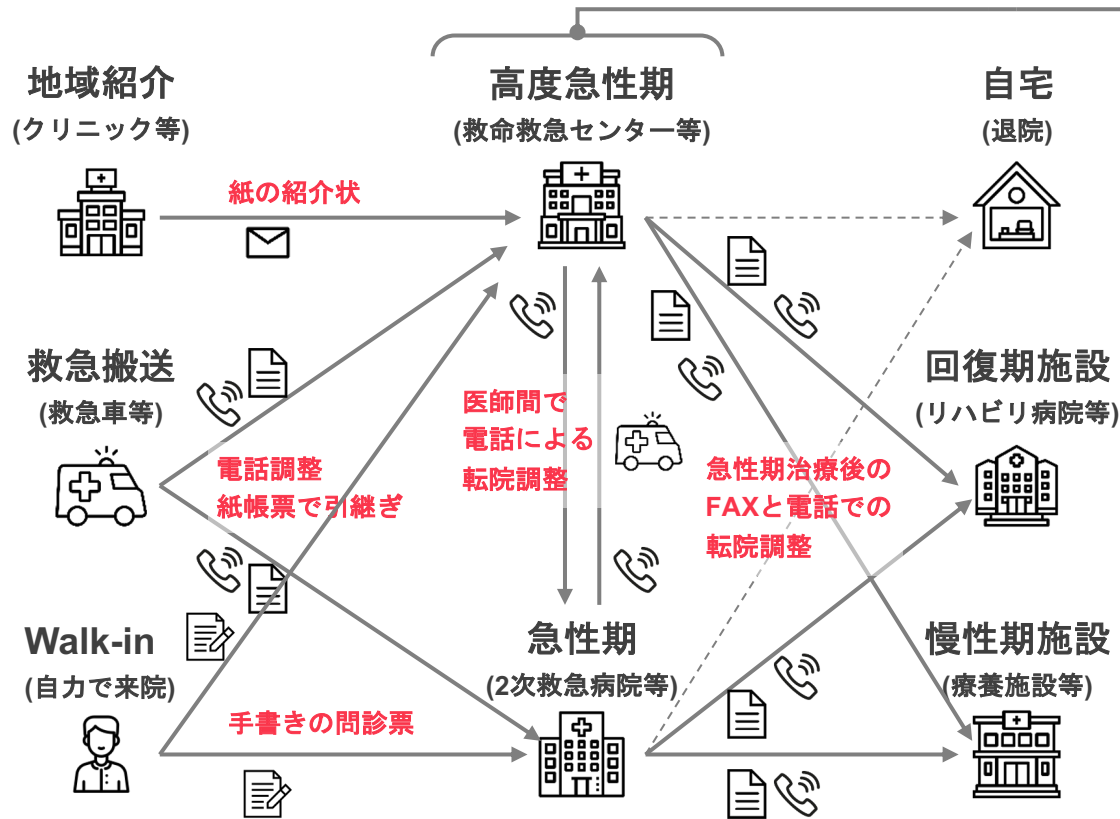 地域紹介
(クリニック等)
高度急性期
(救命救急センター等)
自宅
(退院)
紙の紹介状
救急搬送
(救急車等)
医師間で
電話による
転院調整
回復期施設
(リハビリ病院等)
電話調整
紙帳票で引継ぎ
急性期治療後の
FAXと電話での
転院調整
Walk-in
(自力で来院)
急性期
(2次救急病院等)
慢性期施設
(療養施設等)
手書きの問診票